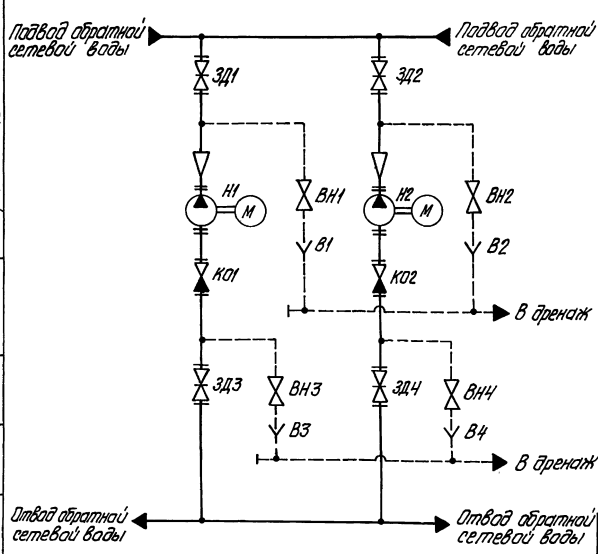 Подвод обратной
сетевой воды
Подвод обратной
сетевой воды
ЗД1
ЗД2
Н1
М
ВН1
Н2
М
ВН2
В1
В2
КО1
КО2
В дренаж
ЗД3
ВН3
ЗД4
ВН4
В3
В4
В дренаж
Отвод обратной
сетевой воды
Отвод обратной
сетевой воды